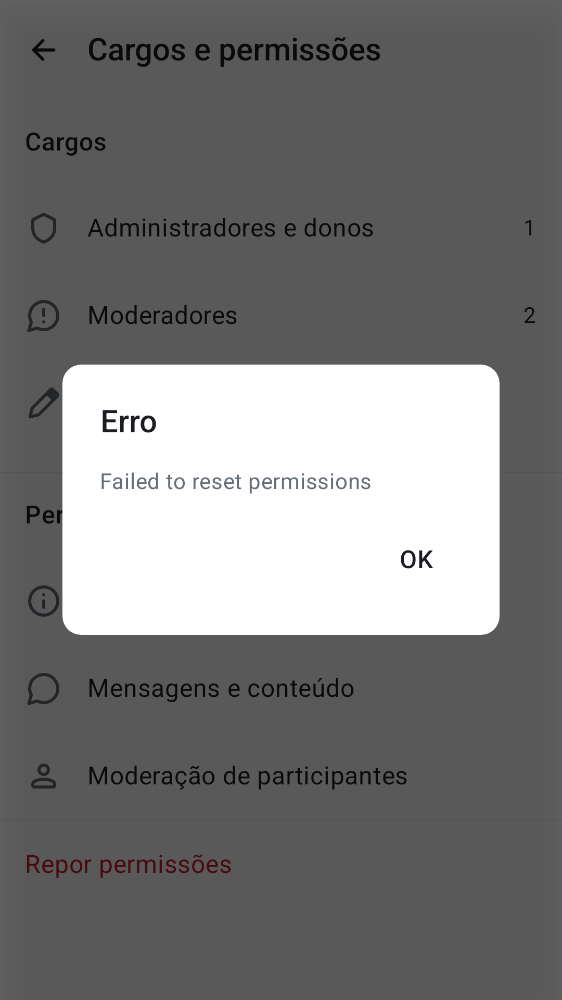 Cargos e permissões
Cargos
Administradores e donos 1
Moderadores 2
Erro
Failed to reset permissions
OK
Per
Mensagens e conteúdo
Moderação de participantes
Repor permissões